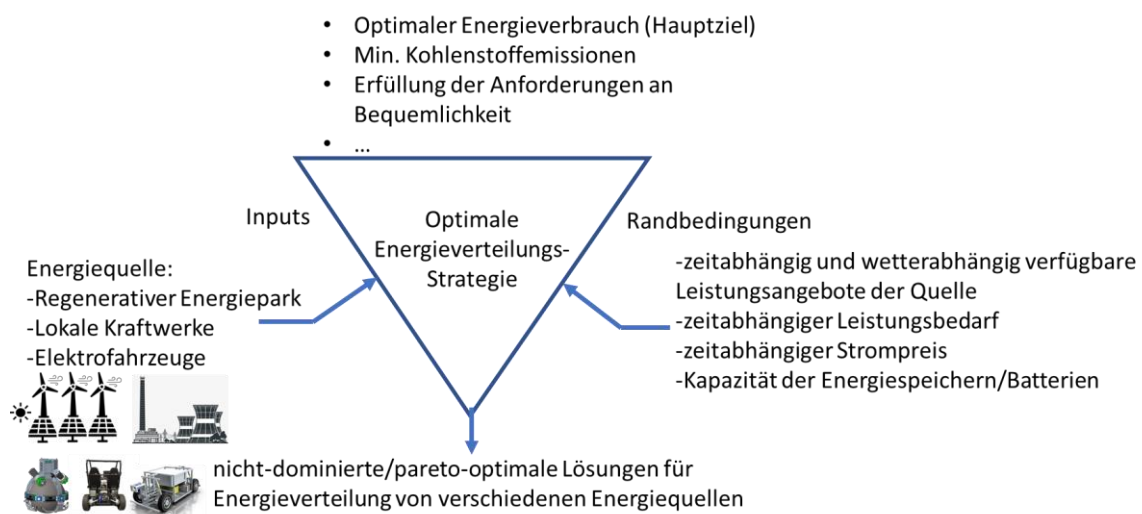 • Optimaler Energieverbrauch (Hauptziel)
• Min. Kohlenstoffemissionen
• Erfüllung der Anforderungen an
Bequemlichkeit
• ...
Inputs
Optimale
Energieverteilungs-
Strategie
Randbedingungen
Energiequelle:
-Regenerativer Energiepark
-Lokale Kraftwerke
-Elektrofahrzeuge
-zeitabhängig und wetterabhängig verfügbare
Leistungsangebote der Quelle
-zeitabhängiger Leistungsbedarf
-zeitabhängiger Strompreis
-Kapazität der Energiespeichern/Batterien
nicht-dominierte/pareto-optimale Lösungen für
Energieverteilung von verschiedenen Energiequellen